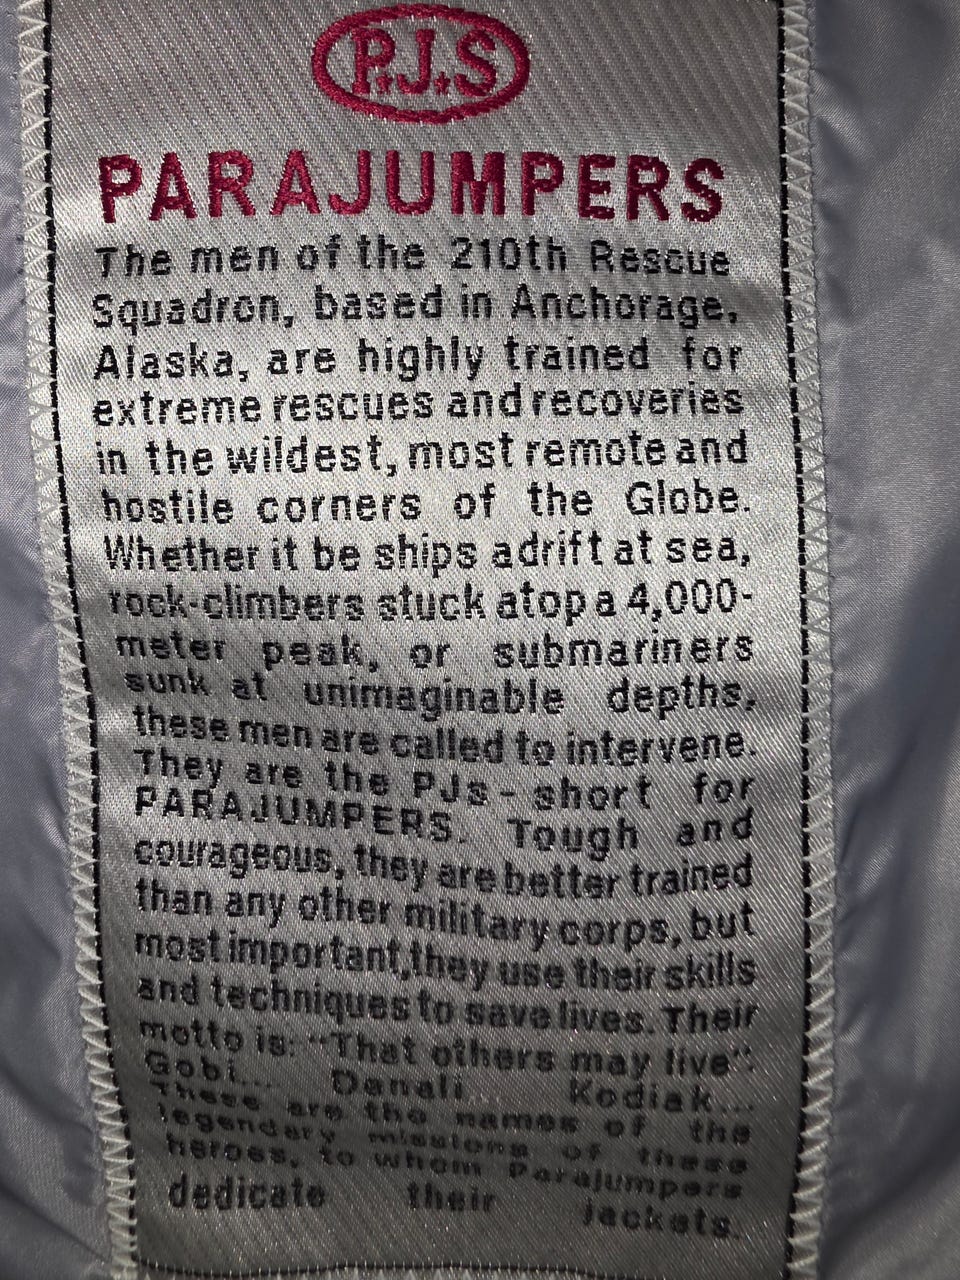 P.J.S
PARAJUMPERS
The men of the 210th Rescue
Squadron, based in Anchorage,
Alaska, are highly trained for
extreme rescues and recoveries
in the wildest, most remote and
hostile corners of the Globe.
Whether it be ships adrift at sea,
rock-climbers stuck atop a 4,000-
meter peak, or submariners
sunk at unimaginable depths,
these men are called to intervene.
They are the PJs - short for
PARAJUMPERS. Tough and
courageous, they are better trained
than any other military corps, but
most important,they use their skills
and techniques to save lives. Their
motto is: "That others may live":
Gobi... Denali Kodiak...
These are the names of the
legendary missions of these
heroes, to whom Parajumpers
dedicate their jackets.